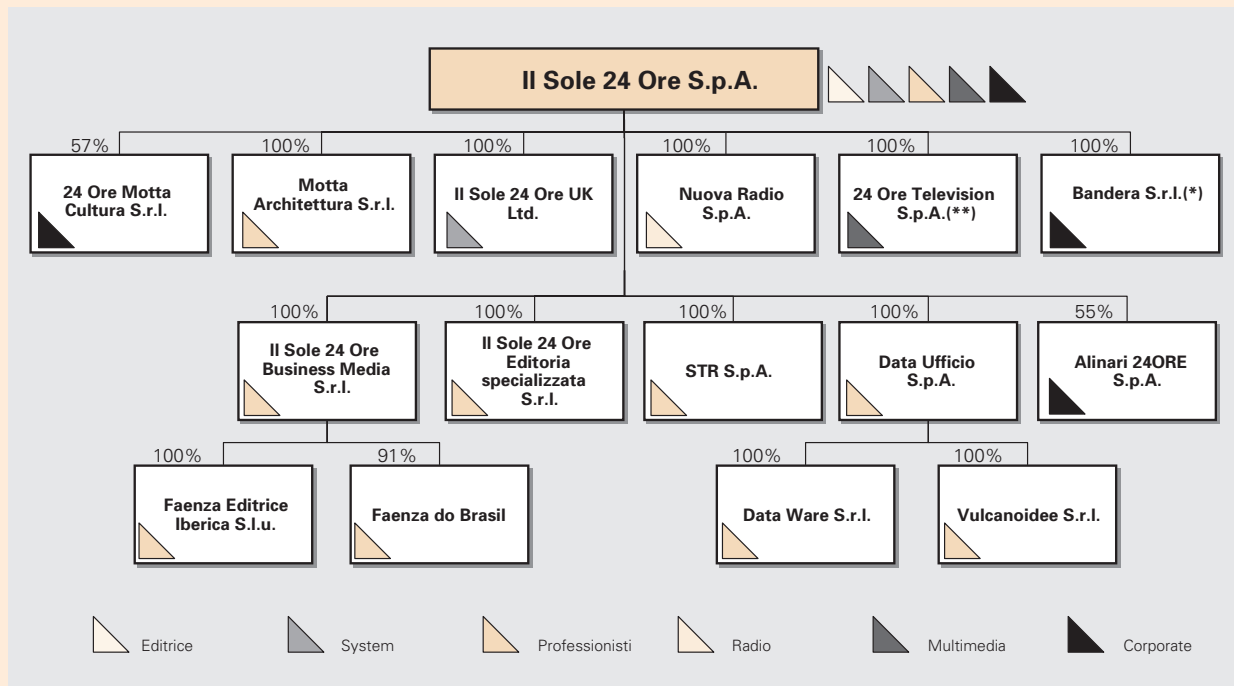 Il Sole 24 Ore S.p.A.
57%
100%
100%
100%
100%
100%
24 Ore Motta
Cultura S.r.l.
Motta
Architettura S.r.l.
Il Sole 24 Ore UK
Ltd.
Nuova Radio
S.p.A.
24 Ore Television
S.p.A.(**)
Bandera S.r.l.(*)
100%
100%
100%
100%
55%
Il Sole 24 Ore
Business Media
S.r.l.
Il Sole 24 Ore
Editoria
specializzata
S.r.l.
STR S.p.A.
Data Ufficio
S.p.A.
Alinari 24ORE
S.p.A.
100%
91%
100%
100%
Faenza Editrice
Iberica S.l.u.
Faenza do Brasil
Data Ware S.r.l.
Vulcanoidee S.r.l.
Editrice
System
Professionisti
Radio
Multimedia
Corporate